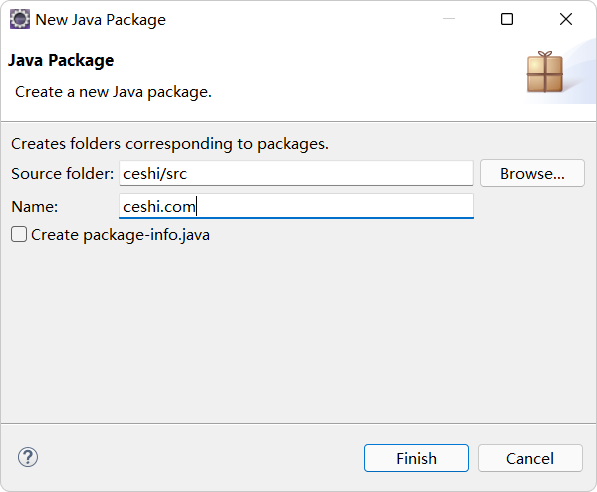 New Java Package
Java Package
Create a new Java package.
Creates folders corresponding to packages.
Source folder: ceshi/src Browse...
Name: ceshi.com
Create package-info.java
? Finish Cancel